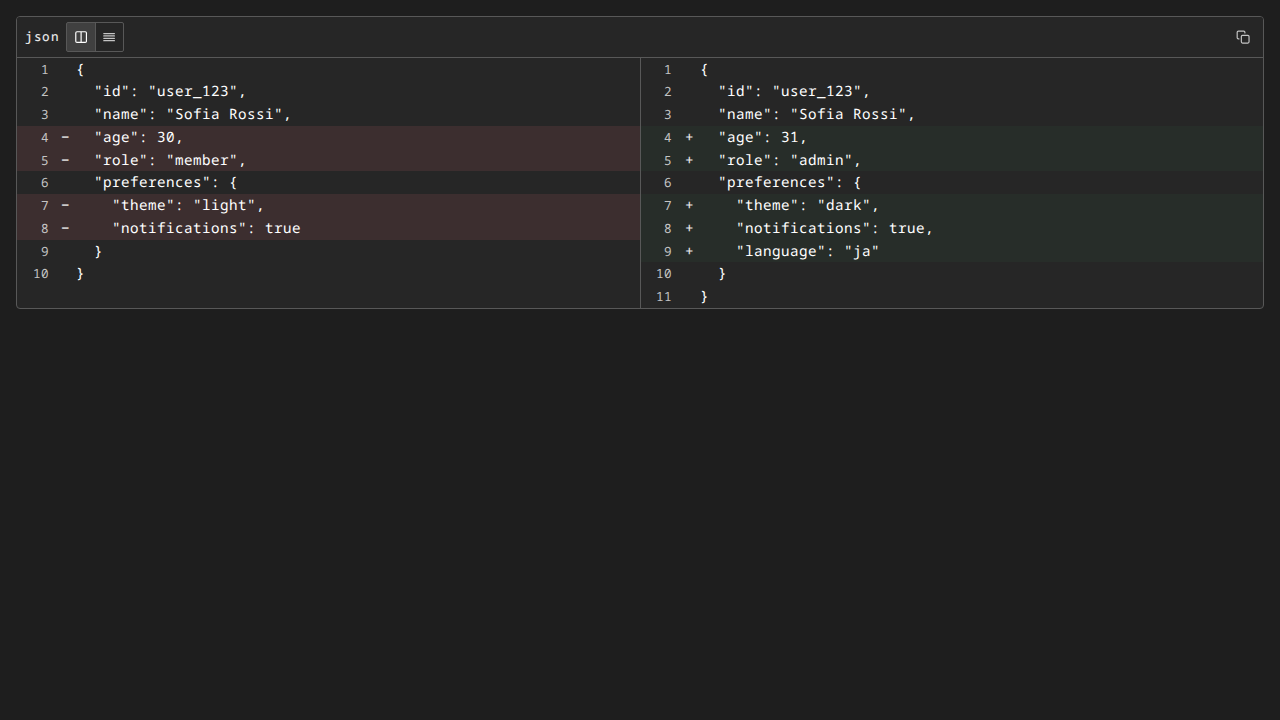 json
1 {
2   "id": "user_123",
3   "name": "Sofia Rossi",
4 −   "age": 30,
5 −   "role": "member",
6   "preferences": {
7 −     "theme": "light",
8 −     "notifications": true
9   }
10 }
1 {
2   "id": "user_123",
3   "name": "Sofia Rossi",
4 +   "age": 31,
5 +   "role": "admin",
6   "preferences": {
7 +     "theme": "dark",
8 +     "notifications": true,
9 +     "language": "ja"
10   }
11 }